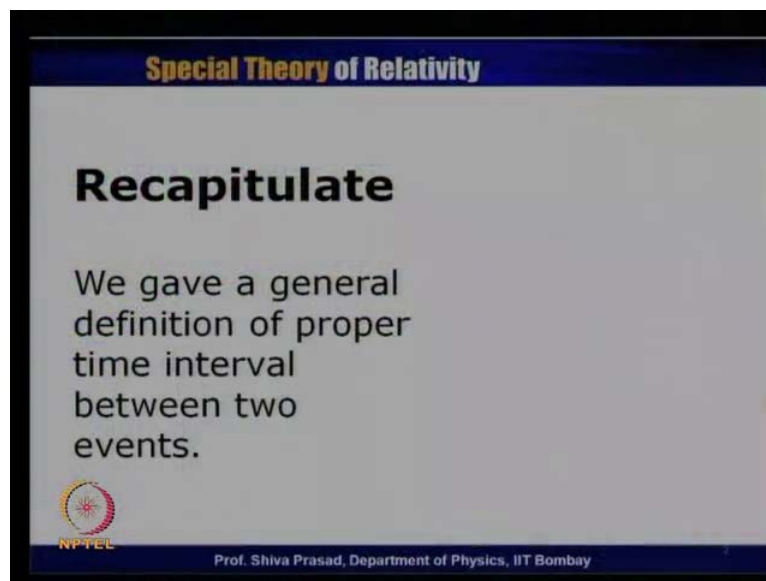 Special Theory of Relativity
Recapitulate
We gave a general
definition of proper
time interval
between two
events.
NPTEL
Prof. Shiva Prasad, Department of Physics, IIT Bombay
2